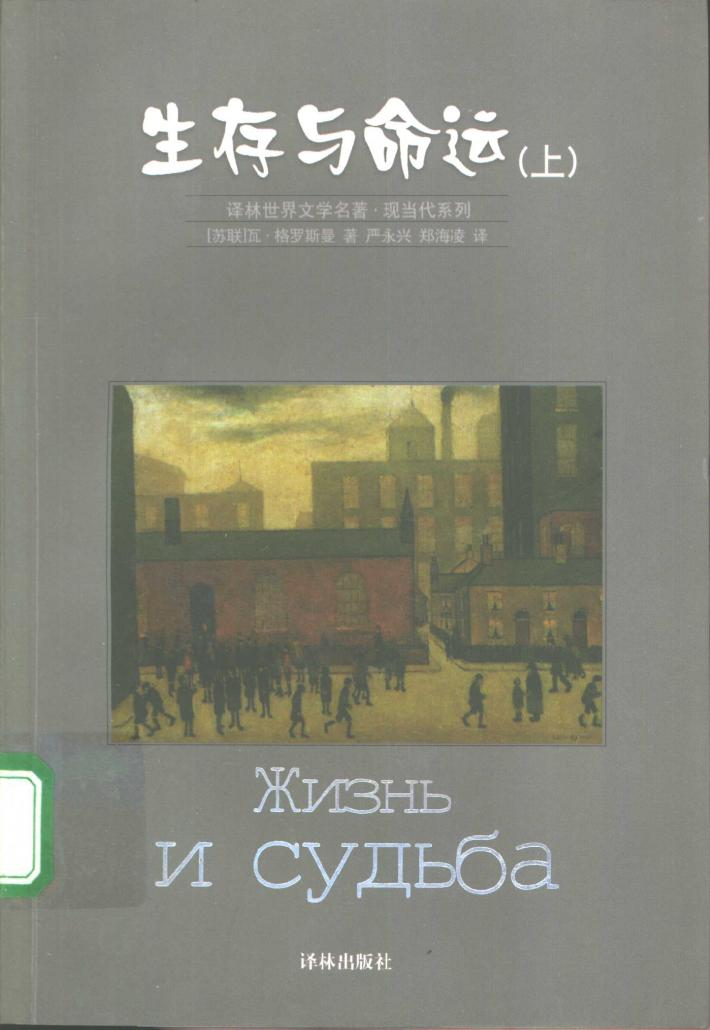 生存与命运(上)
译林世界文学名著·现当代系列
[苏联]瓦·格罗斯曼 著 严永兴 郑海凌 译
Жизнь
и судьба
译林出版社